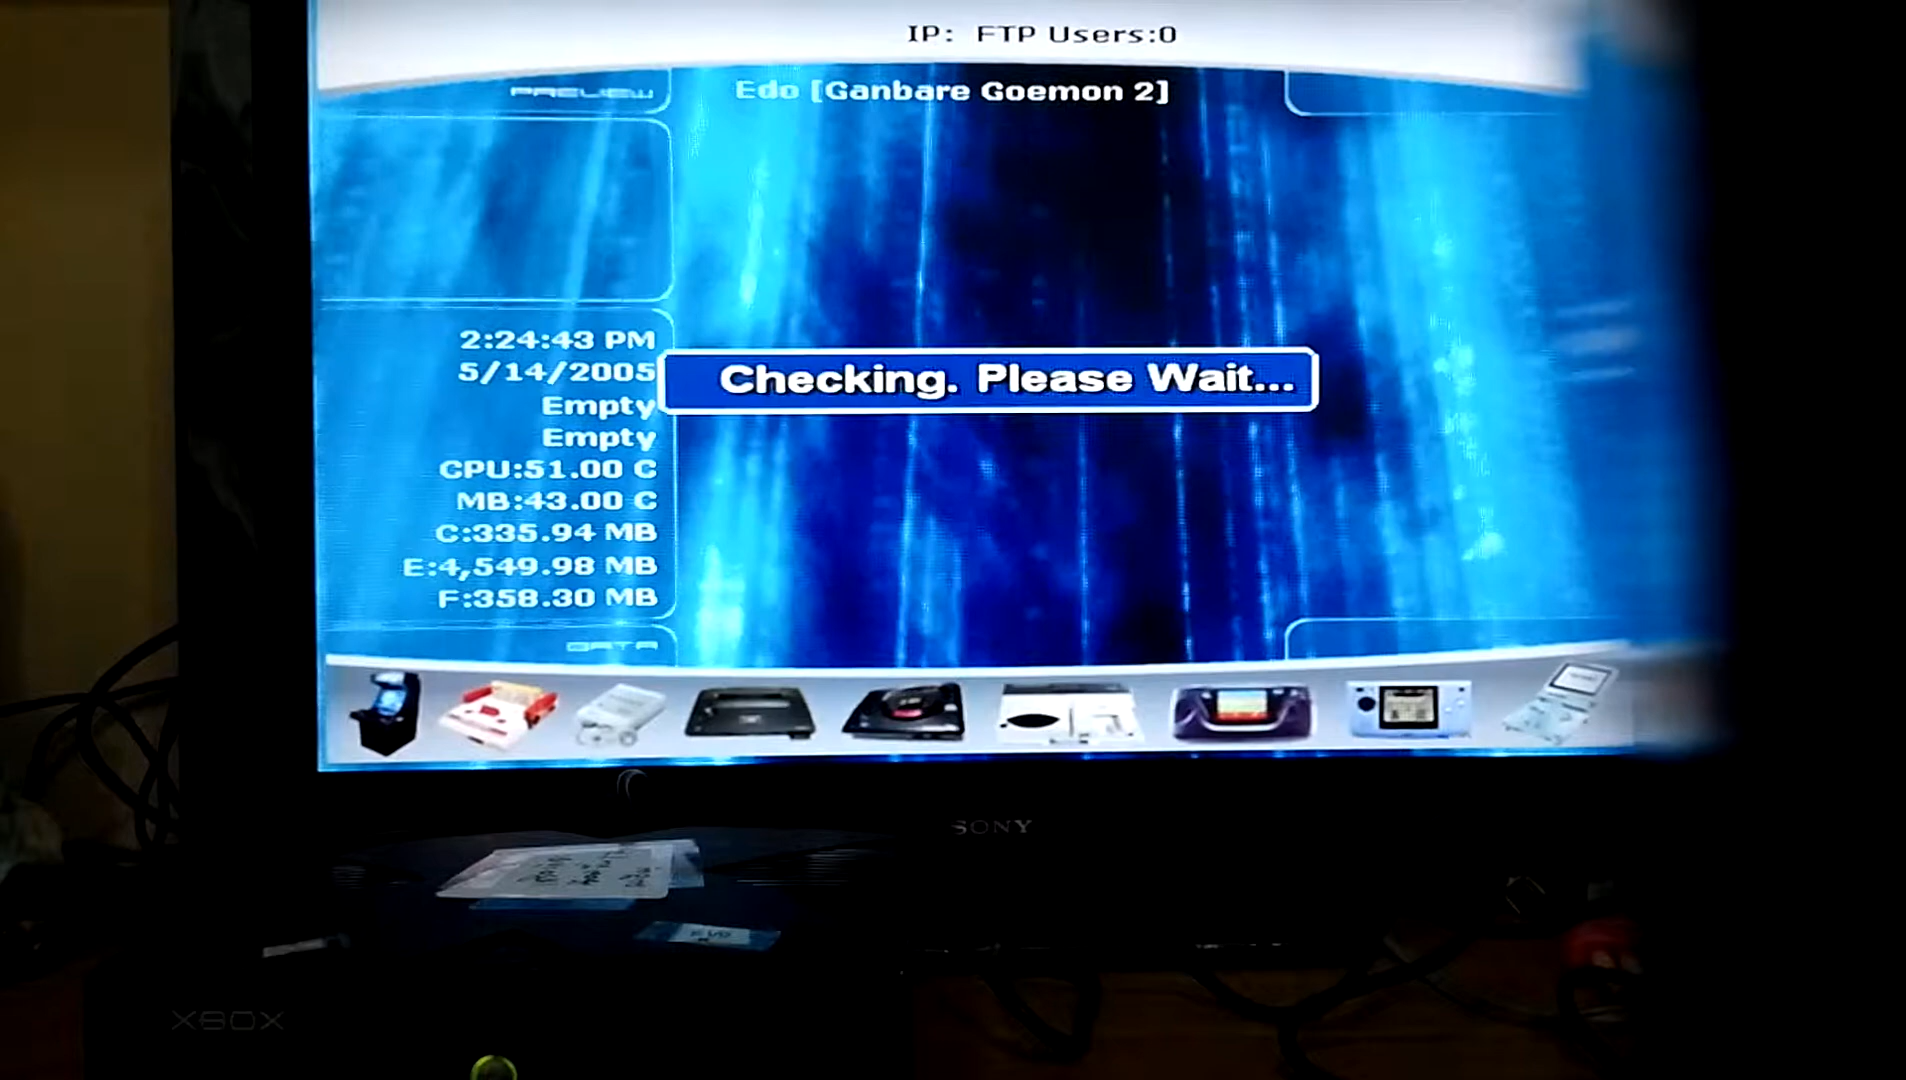 IP: FTP Users:0
PREVIEW
Edo [Ganbare Goemon 2]
2:24:43 PM
5/14/2005
Checking. Please Wait...
Empty
Empty
CPU:51.00 C
MB:43.00 C
C:335.94 MB
E:4,549.98 MB
F:358.30 MB
DATA
SONY
XBOX